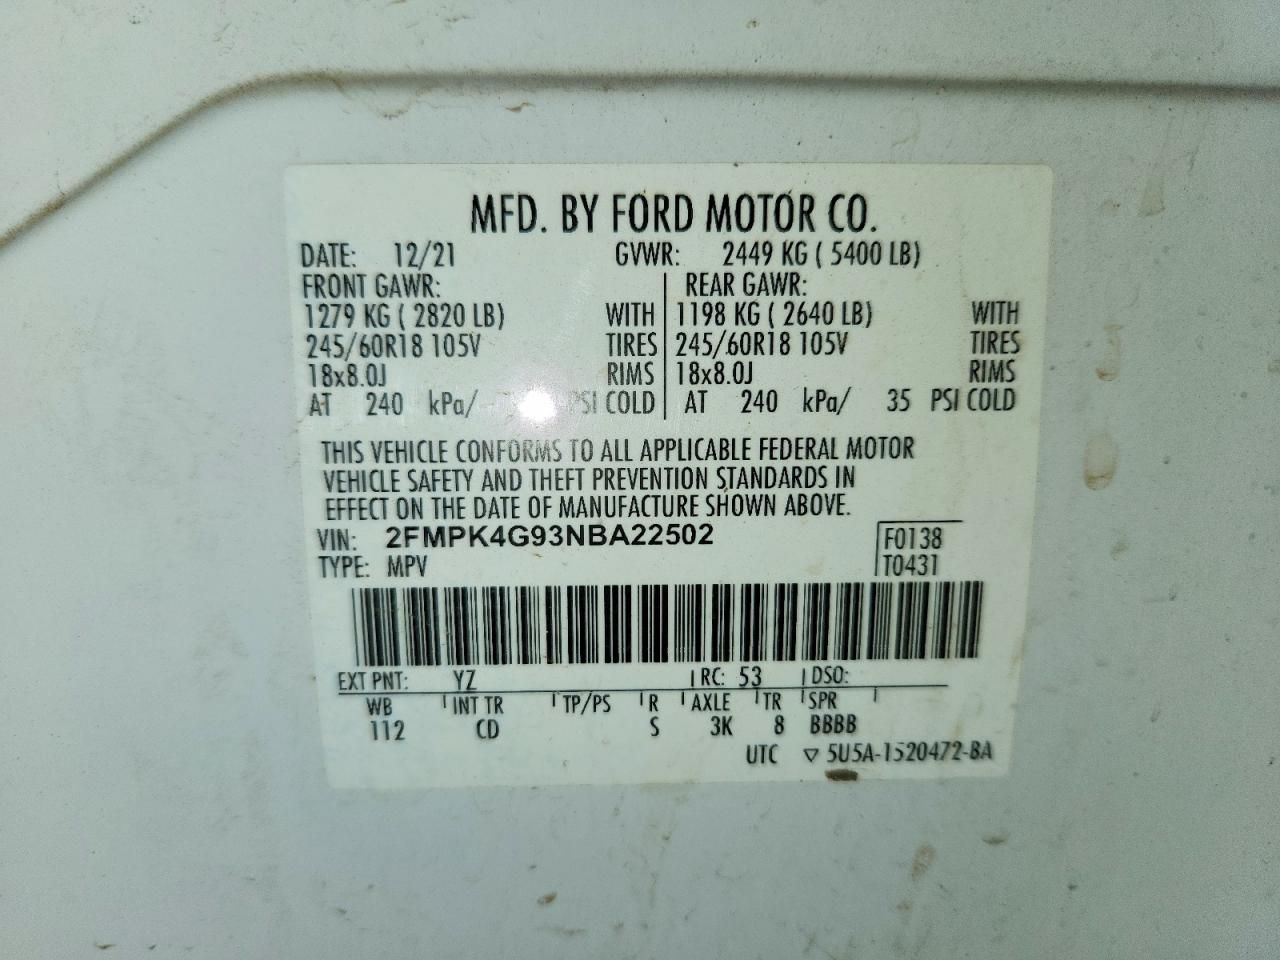 MFD. BY FORD MOTOR CO.
DATE: 12/21 GVWR: 2449 KG ( 5400 LB)
FRONT GAWR: REAR GAWR:
1279 KG ( 2820 LB) WITH 1198 KG ( 2640 LB) WITH
245/60R18 105V TIRES 245/60R18 105V TIRES
18x8.0J RIMS 18x8.0J RIMS
AT 240 kPa/ PSI COLD AT 240 kPa/ 35 PSI COLD
THIS VEHICLE CONFORMS TO ALL APPLICABLE FEDERAL MOTOR
VEHICLE SAFETY AND THEFT PREVENTION STANDARDS IN
EFFECT ON THE DATE OF MANUFACTURE SHOWN ABOVE.
VIN: 2FMPK4G93NBA22502 F0138
TYPE: MPV T0431
EXT PNT: YZ RC: 53 DSO:
WB INT TR TP/PS R AXLE TR SPR
112 CD S 3K 8 BBBB
UTC ▽ 5U5A-1520472-BA